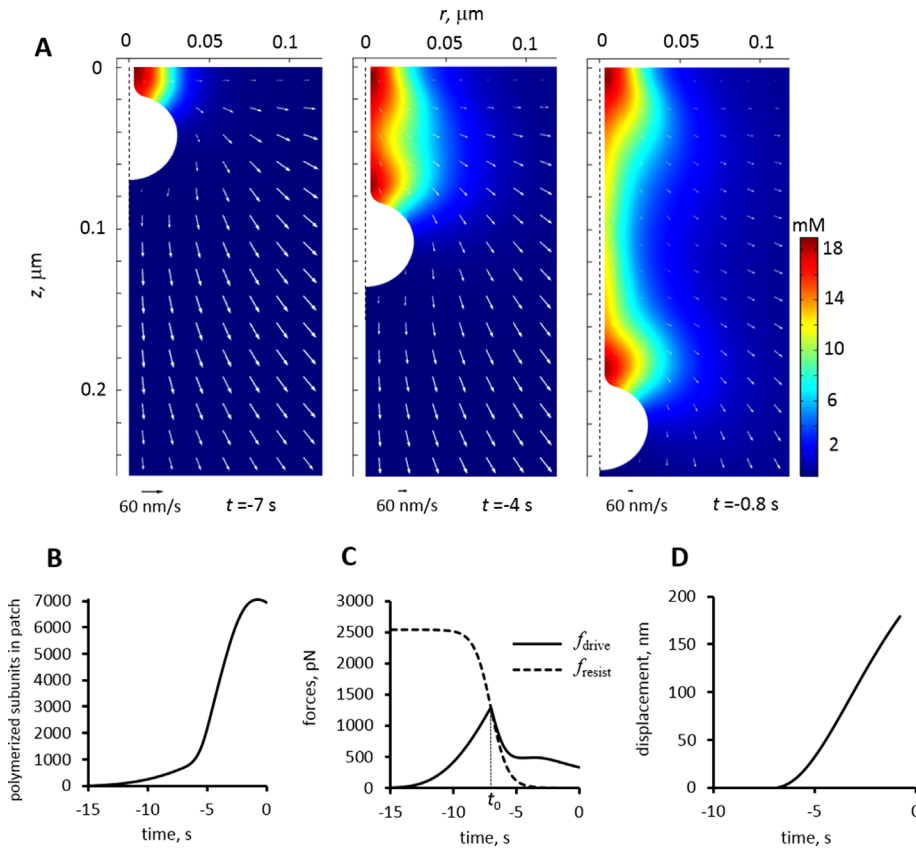 r, μm
A
0 0.05 0.1
0 0.05 0.1
0 0.05 0.1
0
0.1
0.2
z, μm
mM
18
14
10
6
2
60 nm/s t =-7 s
60 nm/s t =-4 s
60 nm/s t =-0.8 s
B
polymerized subunits in patch
7000
6000
5000
4000
3000
2000
1000
0
-15 -10 -5 0
time, s
C
forces, pN
3000
2500
2000
1500
1000
500
0
f drive
f resist
-15 -10 -5 0
t0
time, s
D
displacement, nm
200
150
100
50
0
-10 -5 0
time, s